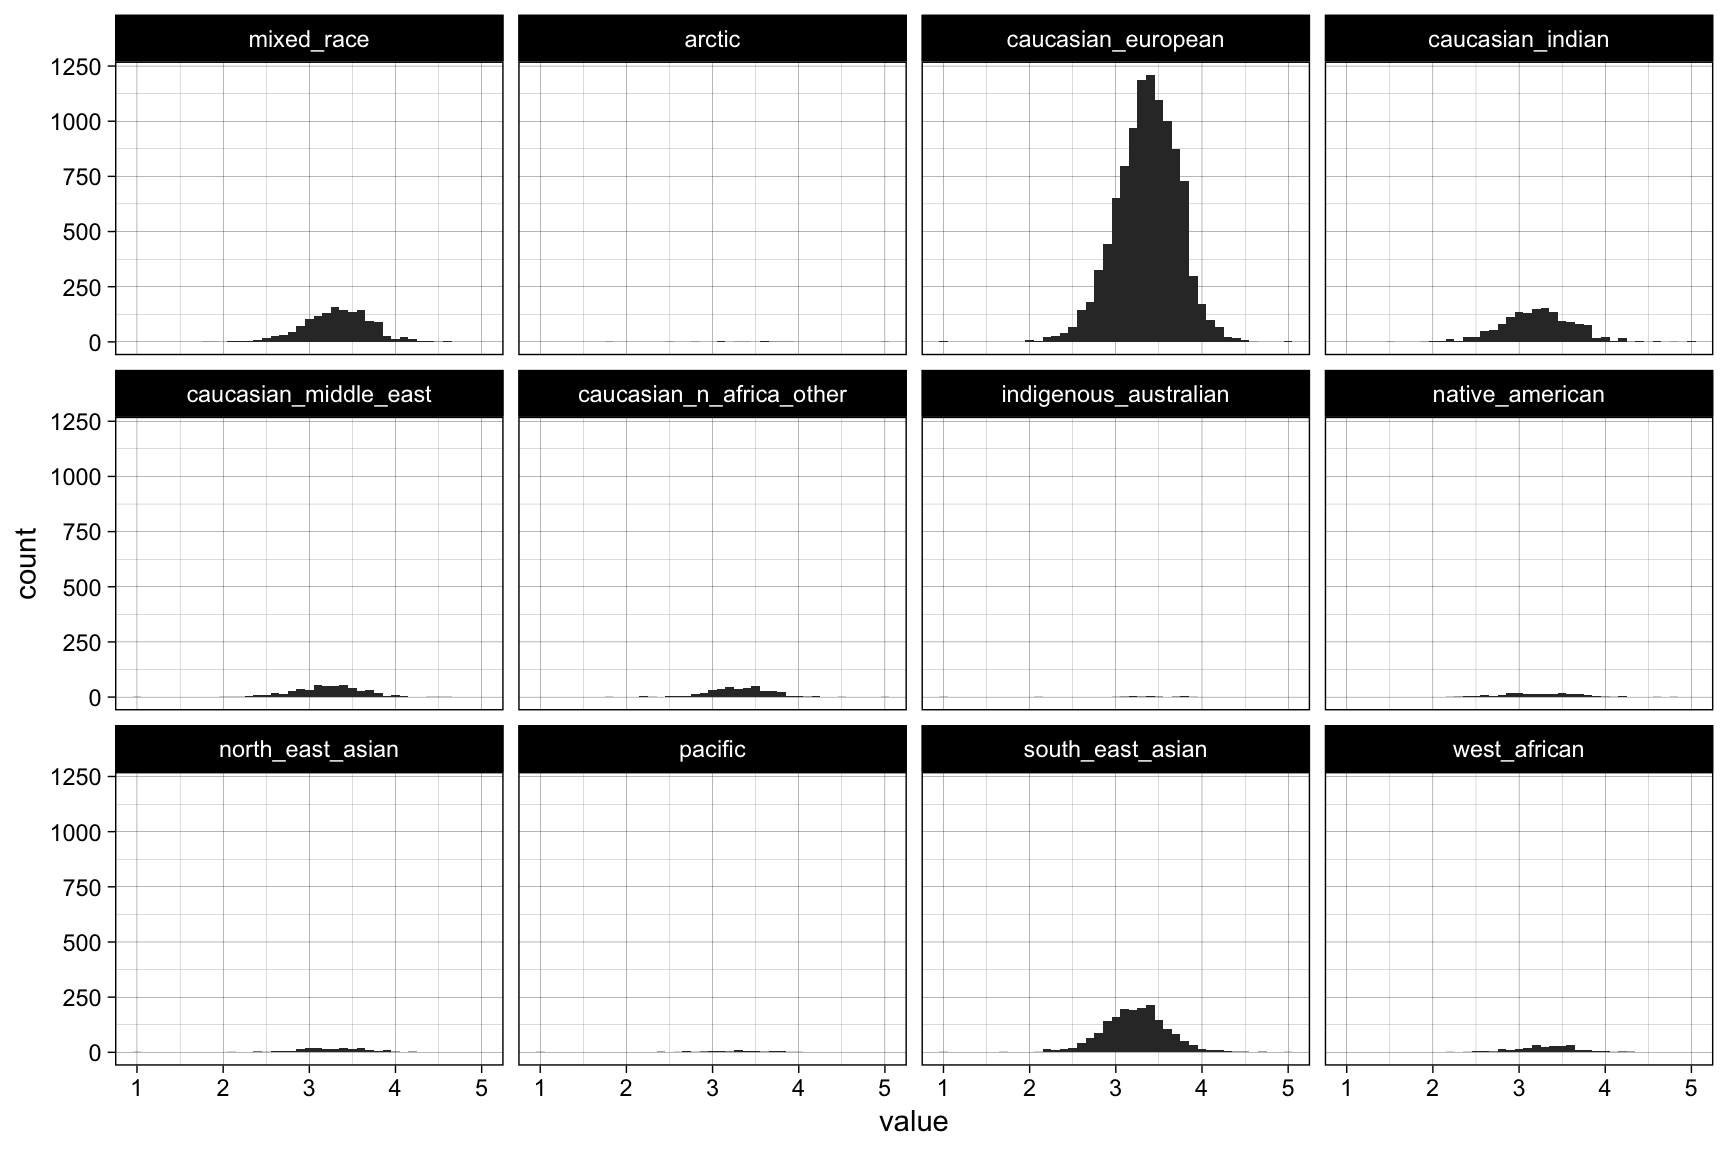 mixed_race
arctic
caucasian_european
caucasian_indian
1250
1000
750
500
250
0
caucasian_middle_east
caucasian_n_africa_other
indigenous_australian
native_american
1250
1000
750
500
250
0
north_east_asian
pacific
south_east_asian
west_african
1250
1000
750
500
250
0
1 2 3 4 5
1 2 3 4 5
1 2 3 4 5
1 2 3 4 5
count
value